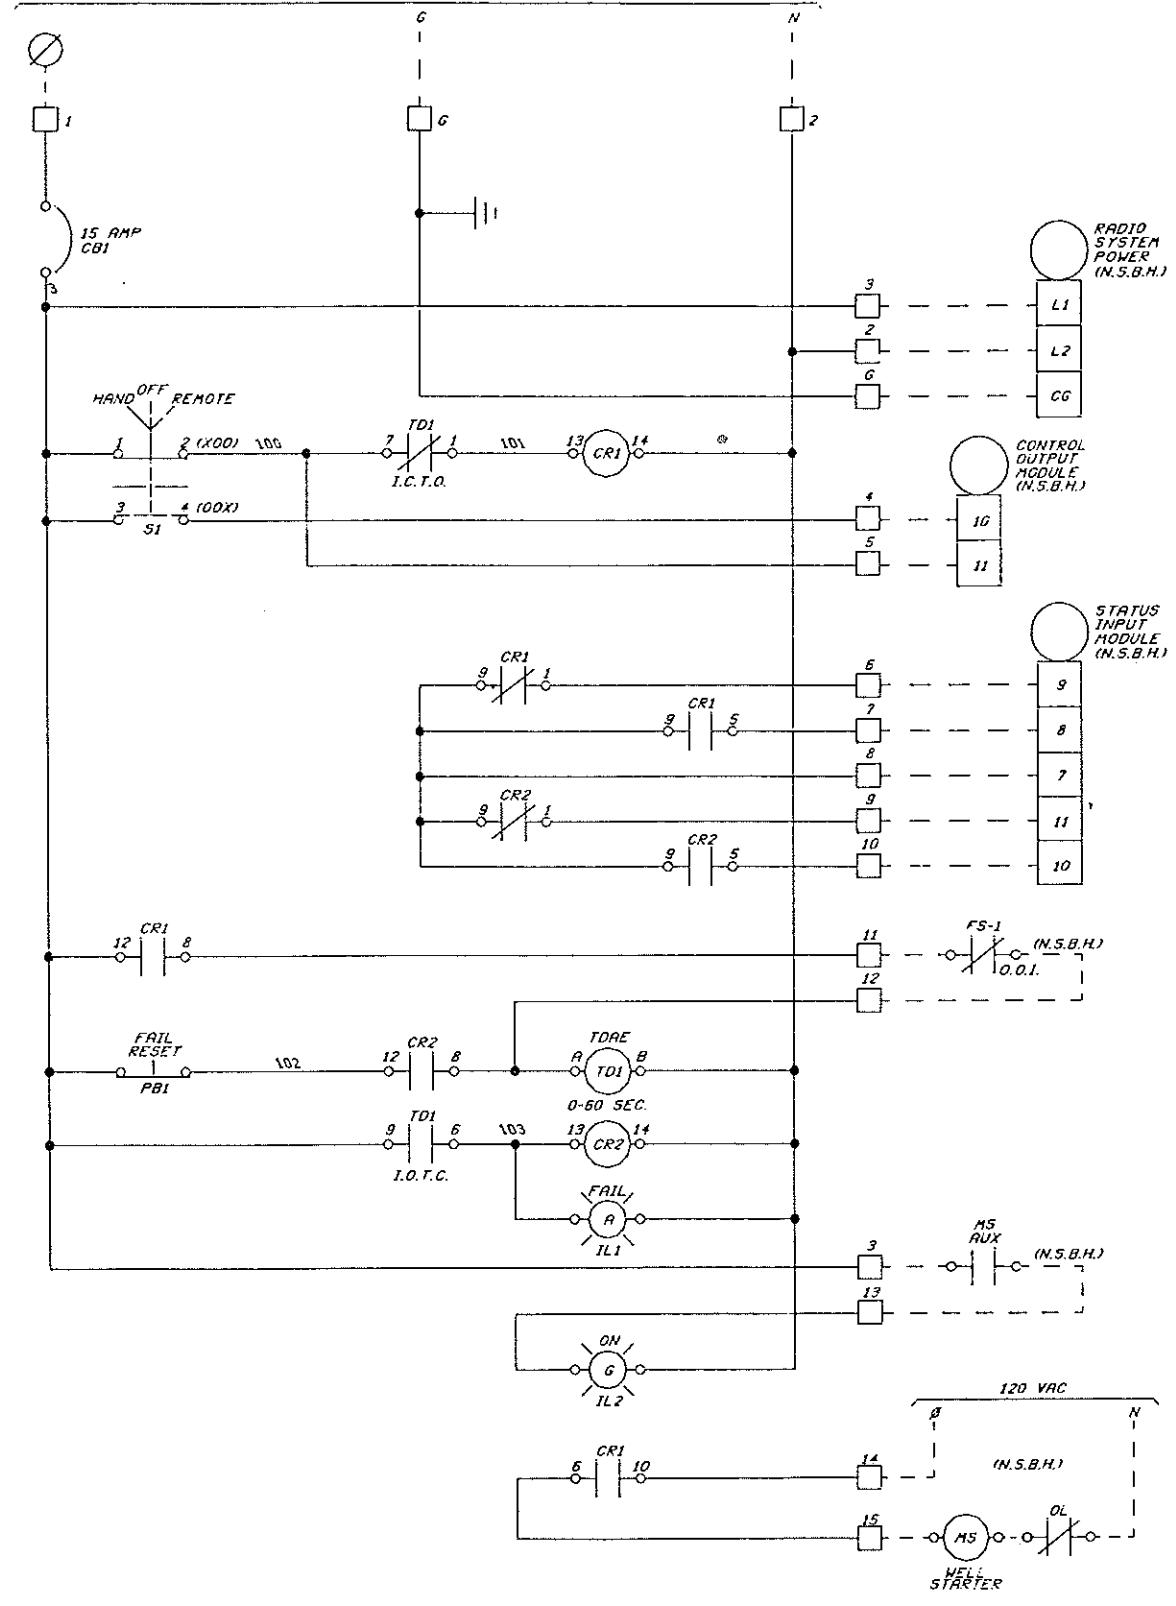 G N
1 G 2
15 AMP
CB1
3
RADIO
SYSTEM
POWER
(N.S.B.H.)
3 L1
2 L2
G CG
HAND OFF REMOTE
1 2 (XOO) 100 7 TD1 1 101 13 CR1 14
I.C.T.O.
CONTROL
OUTPUT
MODULE
(N.S.B.H.)
3 4 (OOX) 4 10
S1
5 11
STATUS
INPUT
MODULE
(N.S.B.H.)
CR1
9 1 6 9
CR1
9 5 7 8
8 7
CR2
9 1 9 11
CR2
9 5 10 10
CR1
12 8 11 FS-1 (N.S.B.H.)
O.O.I.
12
FAIL
RESET
PB1
102
CR2
12 8
TDAE
A TD1 B
0-60 SEC.
TD1
9 6 103 13 CR2 14
I.O.T.C.
FAIL
A
IL1
MS
AUX
3 (N.S.B.H.)
13
ON
G
IL2
120 VAC
Ø N
CR1
6 10 14 (N.S.B.H.)
15 MS OL
WELL
STARTER